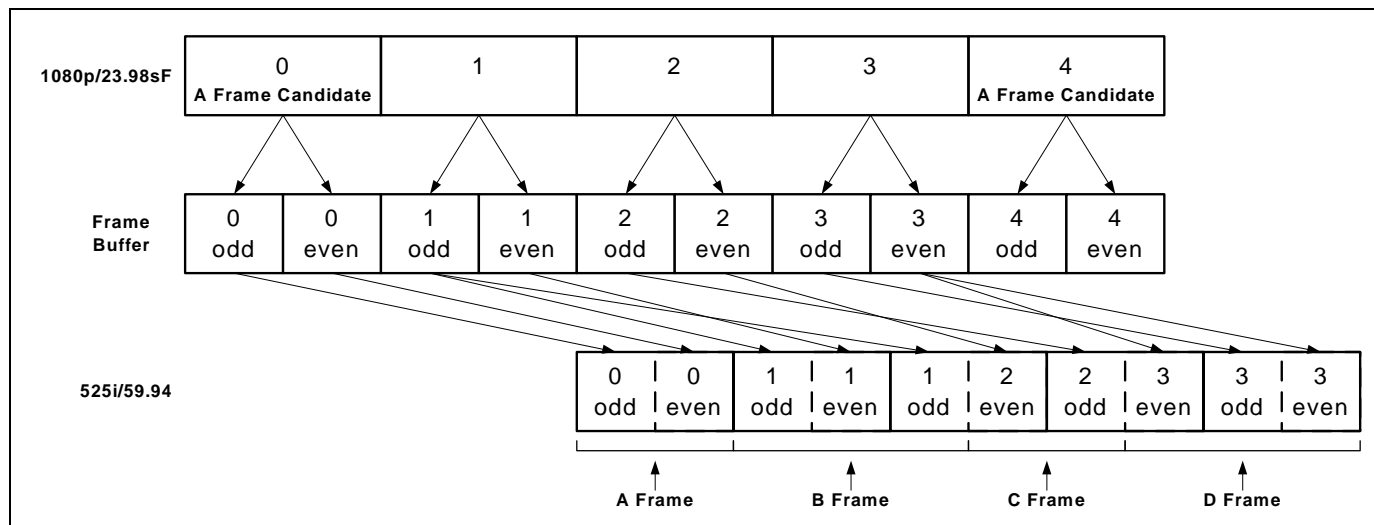 0 1 2 3 4
1080p/23.98sF
A Frame Candidate A Frame Candidate
0 0 1 1 2 2 3 3 4 4
Frame
Buffer
odd even odd even odd even odd even odd even
0 0 1 1 1 2 2 3 3 3
525i/59.94
odd even odd even odd even odd even odd even
A Frame B Frame C Frame D Frame